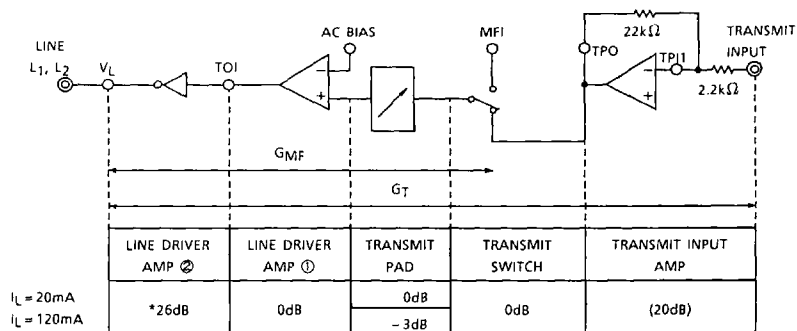 LINE
L1, L2
VL
TOI
AC BIAS
MFI
22kΩ
TPO
TPI1
TRANSMIT
INPUT
2.2kΩ
−
+
−
GMF
GT
LINE DRIVER
AMP ②
LINE DRIVER
AMP ①
TRANSMIT
PAD
TRANSMIT
SWITCH
TRANSMIT INPUT
AMP
IL = 20mA
IL = 120mA
*26dB
0dB
0dB
−3dB
0dB
(20dB)